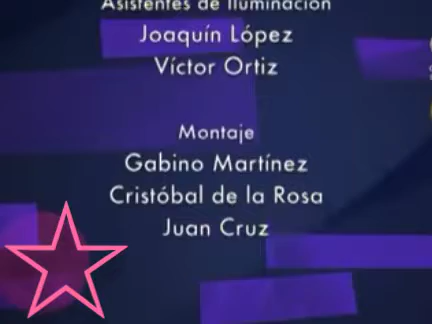 Asistentes de Iluminación
Joaquín López
Víctor Ortiz
Montaje
Gabino Martínez
Cristóbal de la Rosa
Juan Cruz